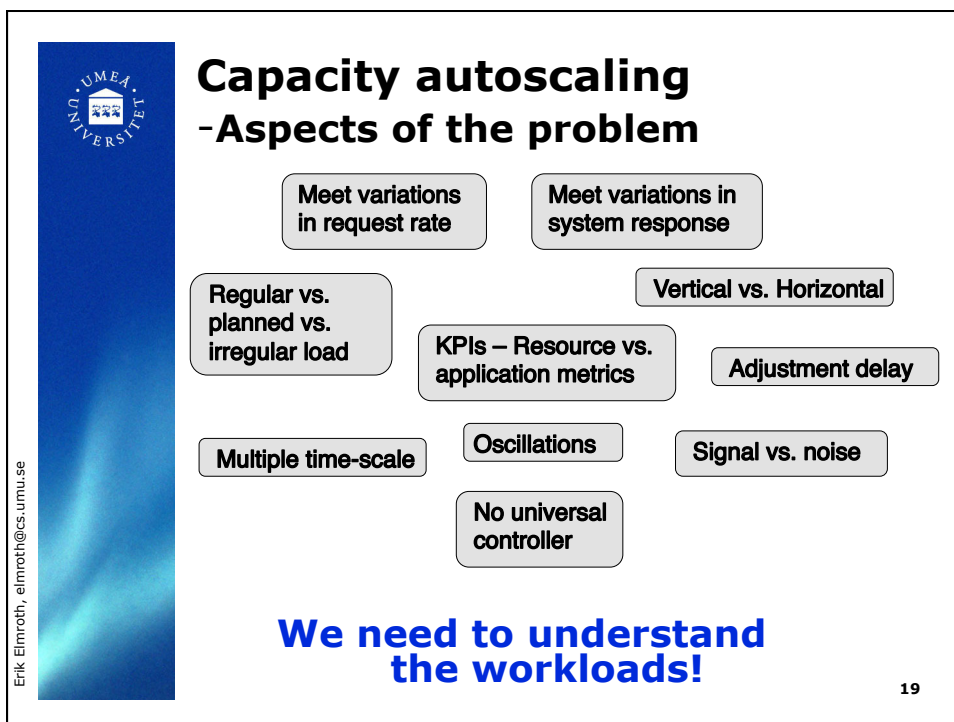 UMEÅ UNIVERSITET
Capacity autoscaling
-Aspects of the problem
Meet variations
in request rate
Meet variations in
system response
Regular vs.
planned vs.
irregular load
Vertical vs. Horizontal
KPIs – Resource vs.
application metrics
Adjustment delay
Multiple time-scale
Oscillations
Signal vs. noise
No universal
controller
We need to understand
the workloads!
Erik Elmroth, elmroth@cs.umu.se
19